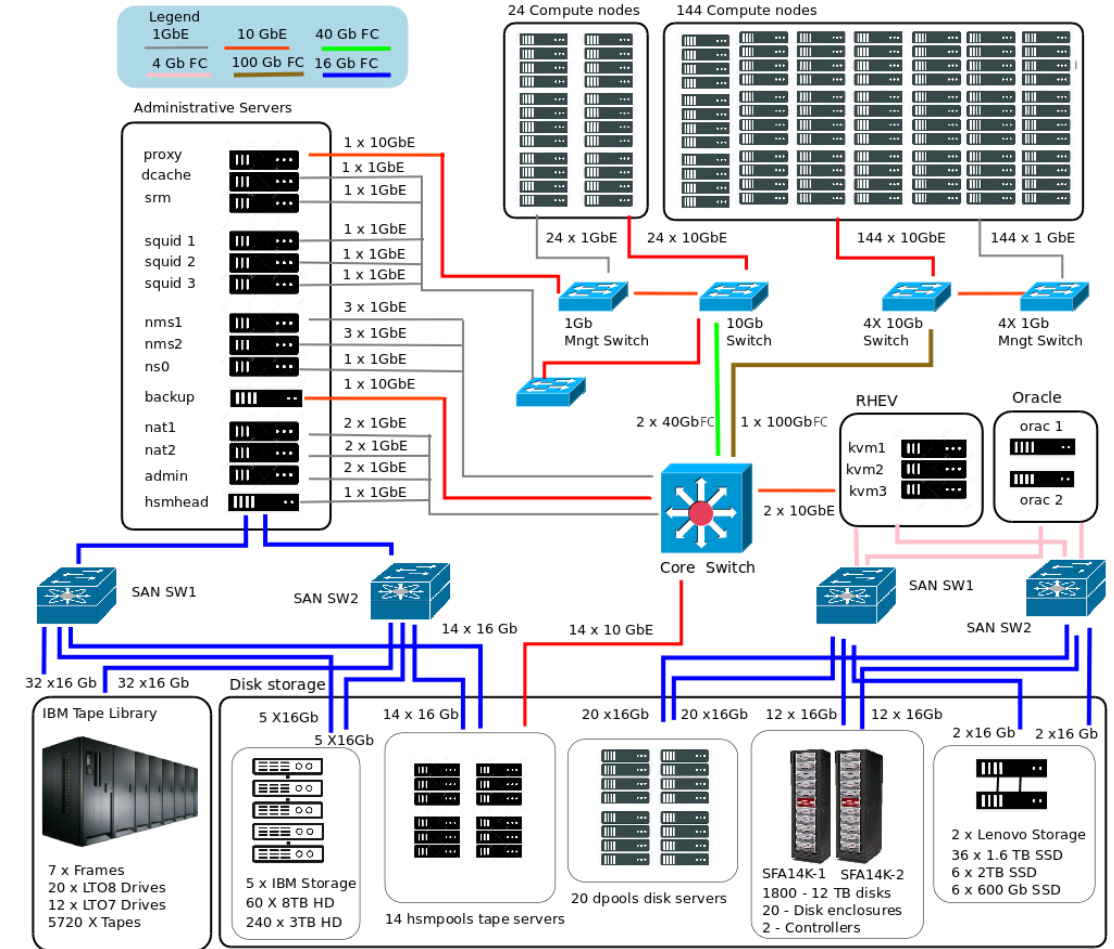 Legend
1GbE
10 GbE
40 Gb FC
4 Gb FC
100 Gb FC
16 Gb FC
24 Compute nodes
144 Compute nodes
Administrative Servers
proxy
dcache
srm
squid 1
squid 2
squid 3
nms1
nms2
ns0
backup
nat1
nat2
admin
hsmhead
1 x 10GbE
1 x 1GbE
1 x 1GbE
1 x 1GbE
1 x 1GbE
1 x 1GbE
3 x 1GbE
3 x 1GbE
1 x 1GbE
1 x 10GbE
2 x 1GbE
2 x 1GbE
2 x 1GbE
1 x 1GbE
24 x 1GbE
24 x 10GbE
144 x 10GbE
144 x 1 GbE
1Gb
Mngt Switch
10Gb
Switch
4X 10Gb
Switch
4X 1Gb
Mngt Switch
2 x 40GbFC
1 x 100GbFC
RHEV
kvm1
kvm2
kvm3
Oracle
orac 1
orac 2
2 x 10GbE
Core Switch
SAN SW1
SAN SW2
SAN SW1
SAN SW2
14 x 16 Gb
14 x 10 GbE
32 x16 Gb
32 x16 Gb
IBM Tape Library
7 x Frames
20 x LTO8 Drives
12 x LTO7 Drives
5720 X Tapes
Disk storage
5 X16Gb
5 X16Gb
5 x IBM Storage
60 X 8TB HD
240 x 3TB HD
14 x 16 Gb
14 hsmpools tape servers
20 x16Gb
20 x16Gb
20 dpools disk servers
12 x 16Gb
12 x 16Gb
SFA14K-1
SFA14K-2
1800 - 12 TB disks
20 - Disk enclosures
2 - Controllers
2 x16 Gb
2 x16 Gb
2 x Lenovo Storage
36 x 1.6 TB SSD
6 x 2TB SSD
6 x 600 Gb SSD